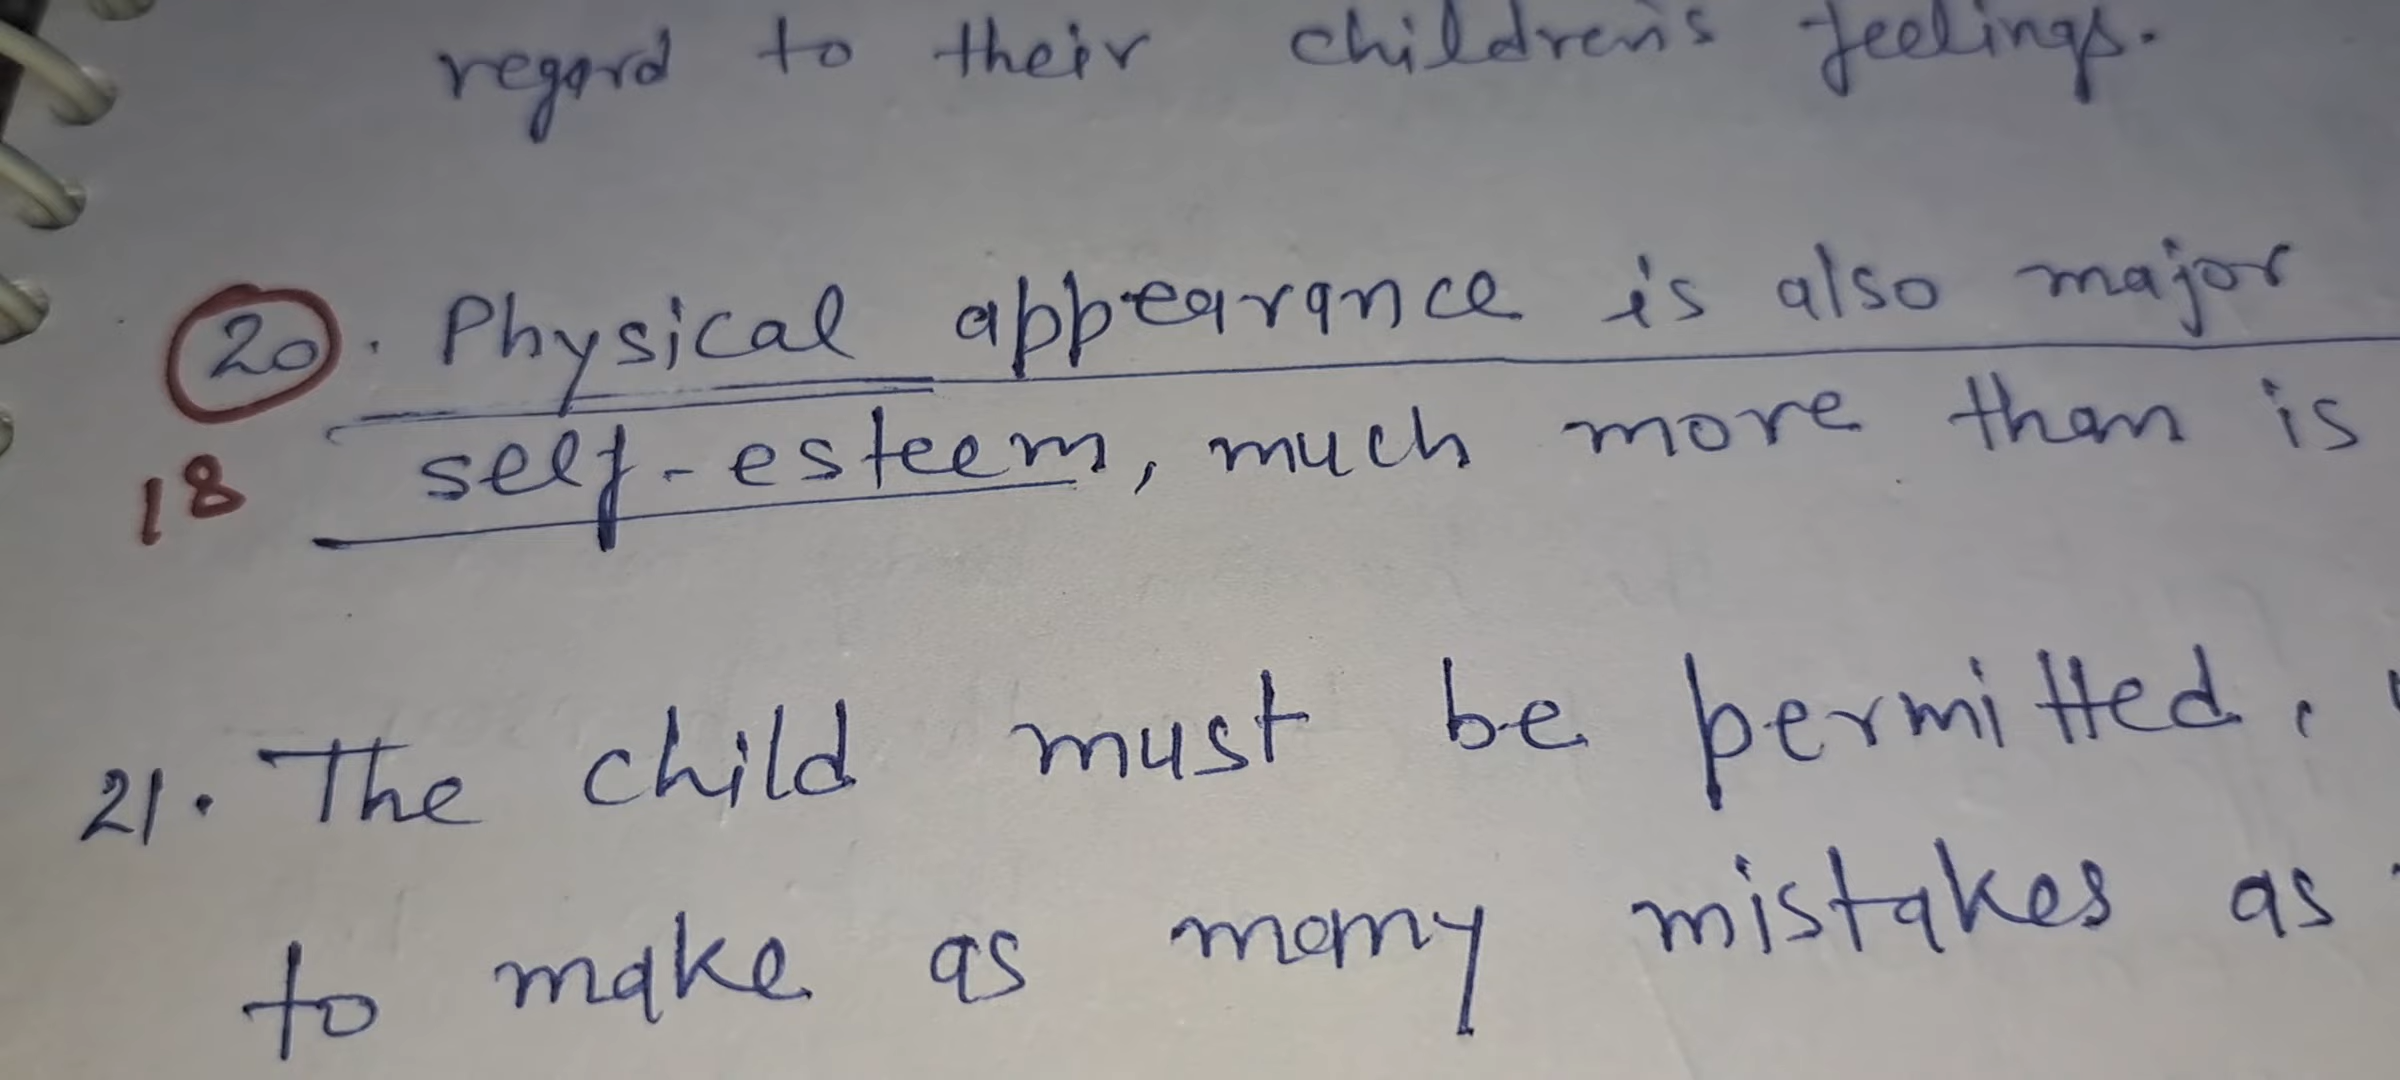 regard to their children's feelings.
20. Physical appearance is also major
18 self-esteem, much more than is
21. The child must be permitted.
to make as many mistakes as